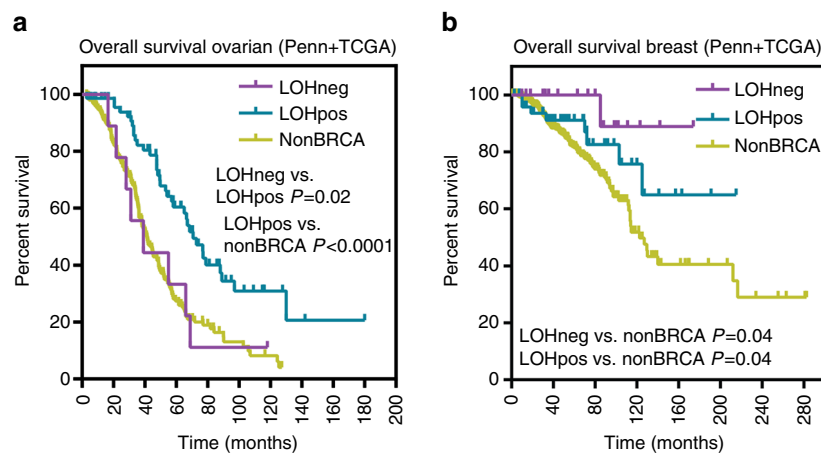 a
Overall survival ovarian (Penn+TCGA)
Percent survival
100
80
60
40
20
0
LOHneg
LOHpos
NonBRCA
LOHneg vs.
LOHpos P=0.02
LOHpos vs.
nonBRCA P<0.0001
0
20
40
60
80
100
120
140
160
180
200
Time (months)
b
Overall survival breast (Penn+TCGA)
Percent survival
100
80
60
40
20
0
LOHneg
LOHpos
NonBRCA
LOHneg vs. nonBRCA P=0.04
LOHpos vs. nonBRCA P=0.04
0
40
80
120
160
200
240
280
Time (months)